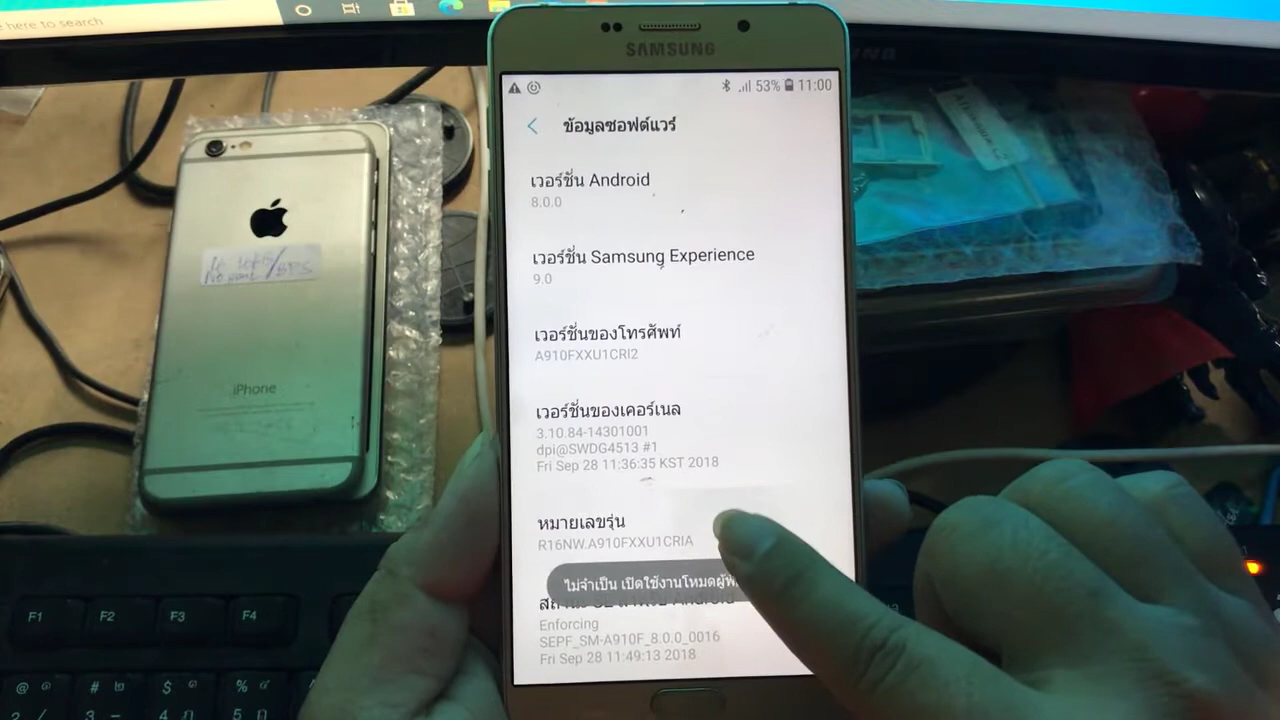 here to search
SAMSUNG
53% 11:00
ข้อมูลซอฟต์แวร์
เวอร์ชั่น Android
8.0.0
เวอร์ชั่น Samsung Experience
9.0
เวอร์ชั่นของโทรศัพท์
A910FXXU1CRI2
เวอร์ชั่นของเคอร์เนล
3.10.84-14301001
dpi@SWDG4513 #1
Fri Sep 28 11:36:35 KST 2018
หมายเลขรุ่น
R16NW.A910FXXU1CRIA
ไม่จำเป็น เปิดใช้งานโหมดผู้
Enforcing
SEPF_SM-A910F_8.0.0_0016
Fri Sep 28 11:49:13 2018
iPhone
F1 F2 F3 F4
@ # $ %